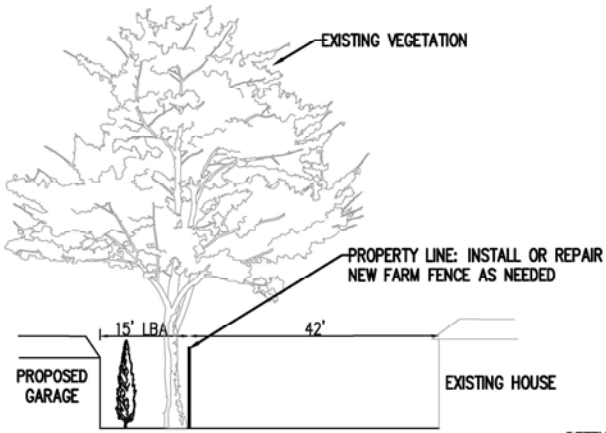 EXISTING VEGETATION
PROPERTY LINE: INSTALL OR REPAIR
NEW FARM FENCE AS NEEDED
15' LBA
42'
PROPOSED
GARAGE
EXISTING HOUSE